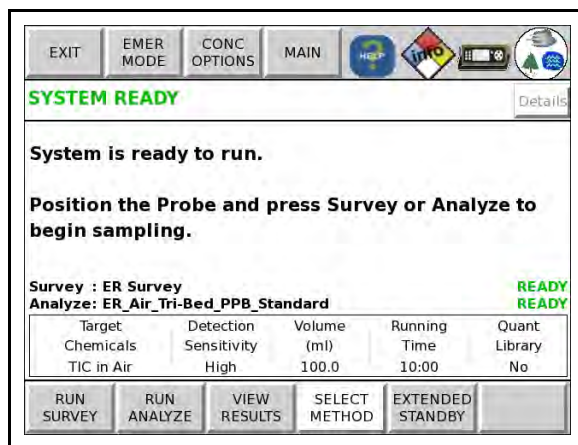 EXIT
EMER
MODE
CONC
OPTIONS
MAIN
HELP
info
SYSTEM READY
Details
System is ready to run.
Position the Probe and press Survey or Analyze to
begin sampling.
Survey : ER Survey READY
Analyze: ER_Air_Tri-Bed_PPB_Standard READY
Target Detection Volume Running Quant
Chemicals Sensitivity (ml) Time Library
TIC in Air High 100.0 10:00 No
RUN
SURVEY
RUN
ANALYZE
VIEW
RESULTS
SELECT
METHOD
EXTENDED
STANDBY